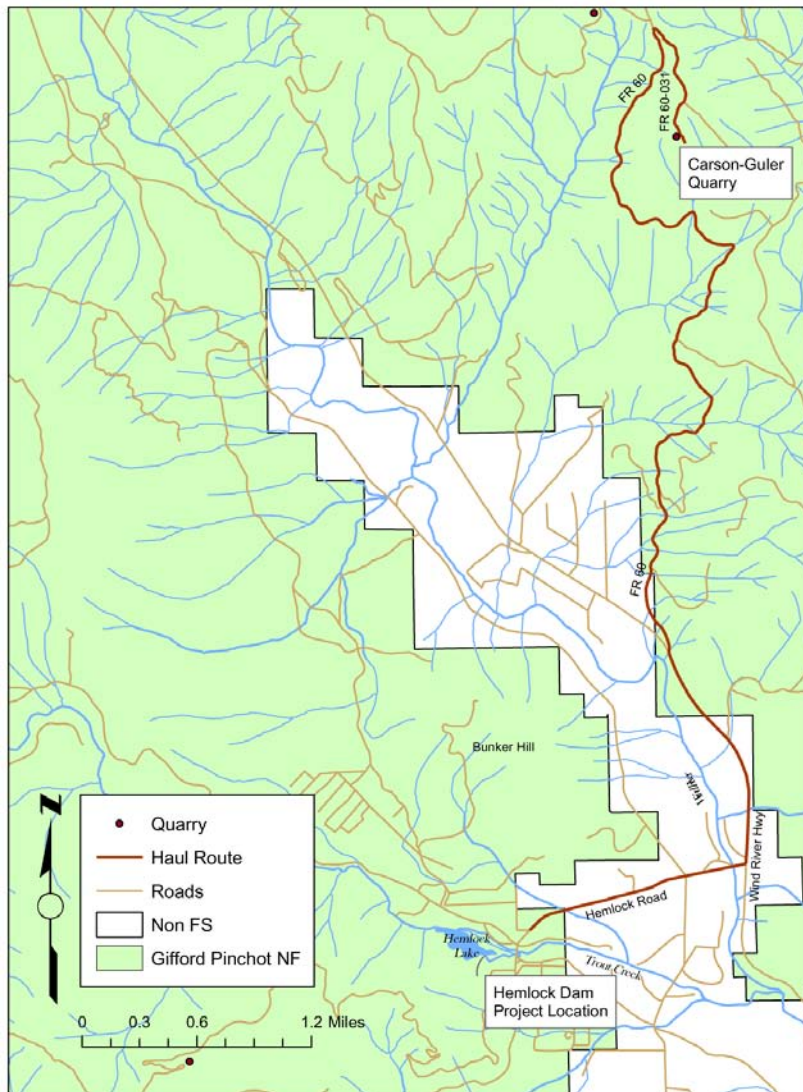 FR 60
FR 60-031
Carson-Guler
Quarry
FR 60
Bunker Hill
Wind River Hwy
Hemlock Road
Hemlock
Lake
Trout Creek
Hemlock Dam
Project Location
N
Quarry
Haul Route
Roads
Non FS
Gifford Pinchot NF
0 0.3 0.6 1.2 Miles